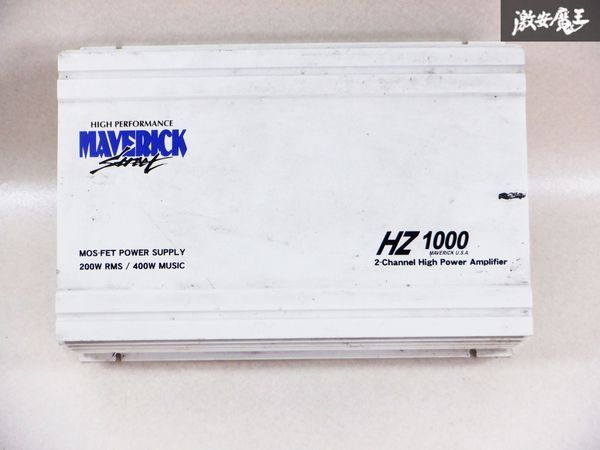 激安魔王
HIGH PERFORMANCE
MAVERICK
Street
MOS-FET POWER SUPPLY
200W RMS / 400W MUSIC
HZ 1000
MAVERICK U.S.A.
2-Channel High Power Amplifier